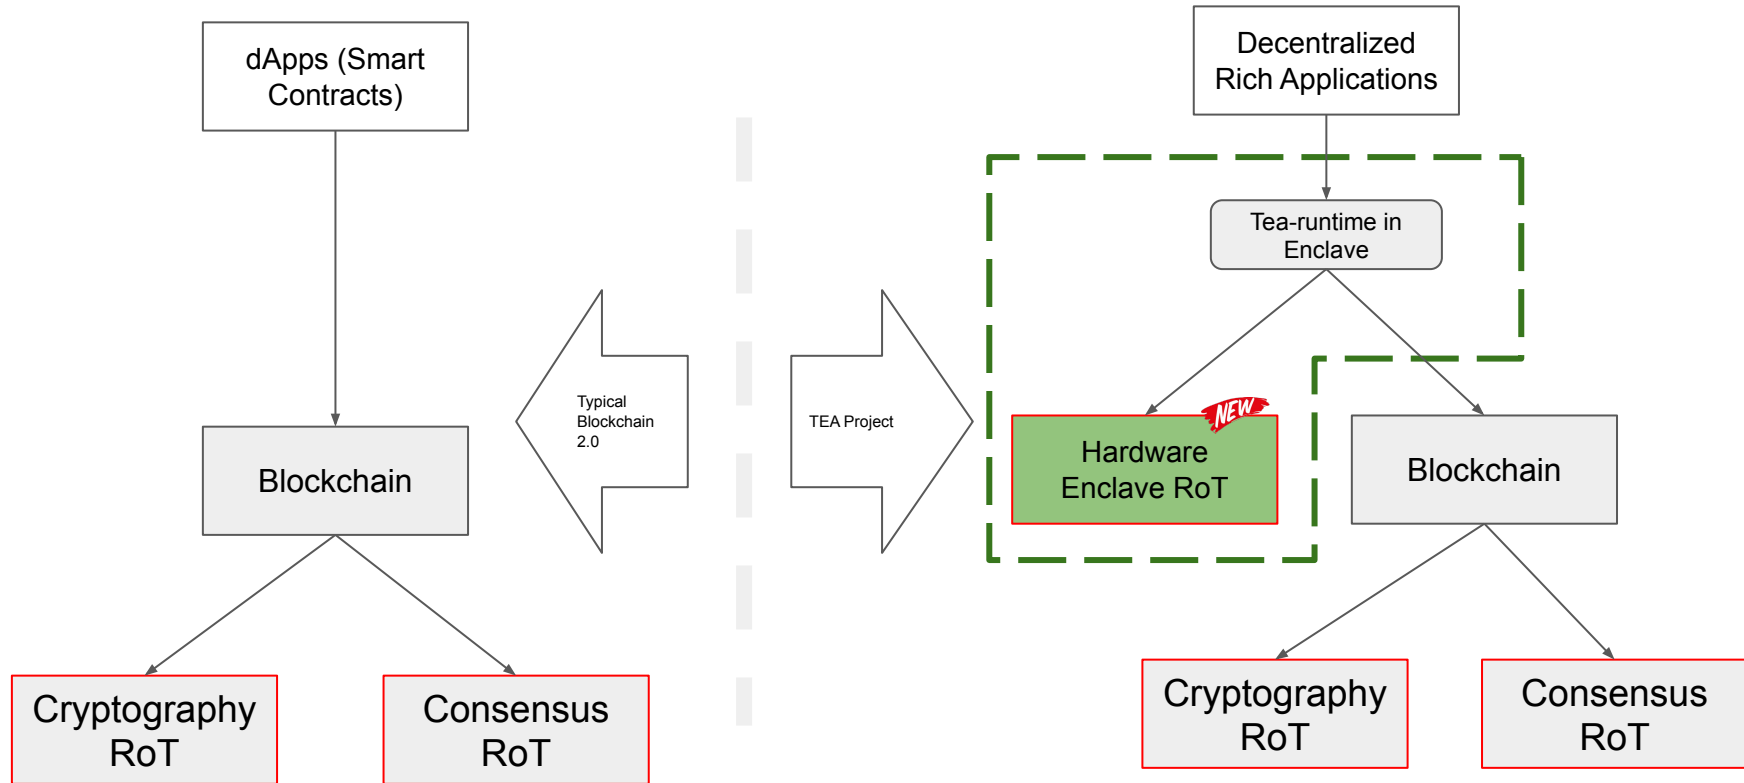 dApps (Smart
Contracts)
Blockchain
Cryptography
RoT
Consensus
RoT
Typical
Blockchain
2.0
TEA Project
Decentralized
Rich Applications
Tea-runtime in
Enclave
NEW
Hardware
Enclave RoT
Blockchain
Cryptography
RoT
Consensus
RoT